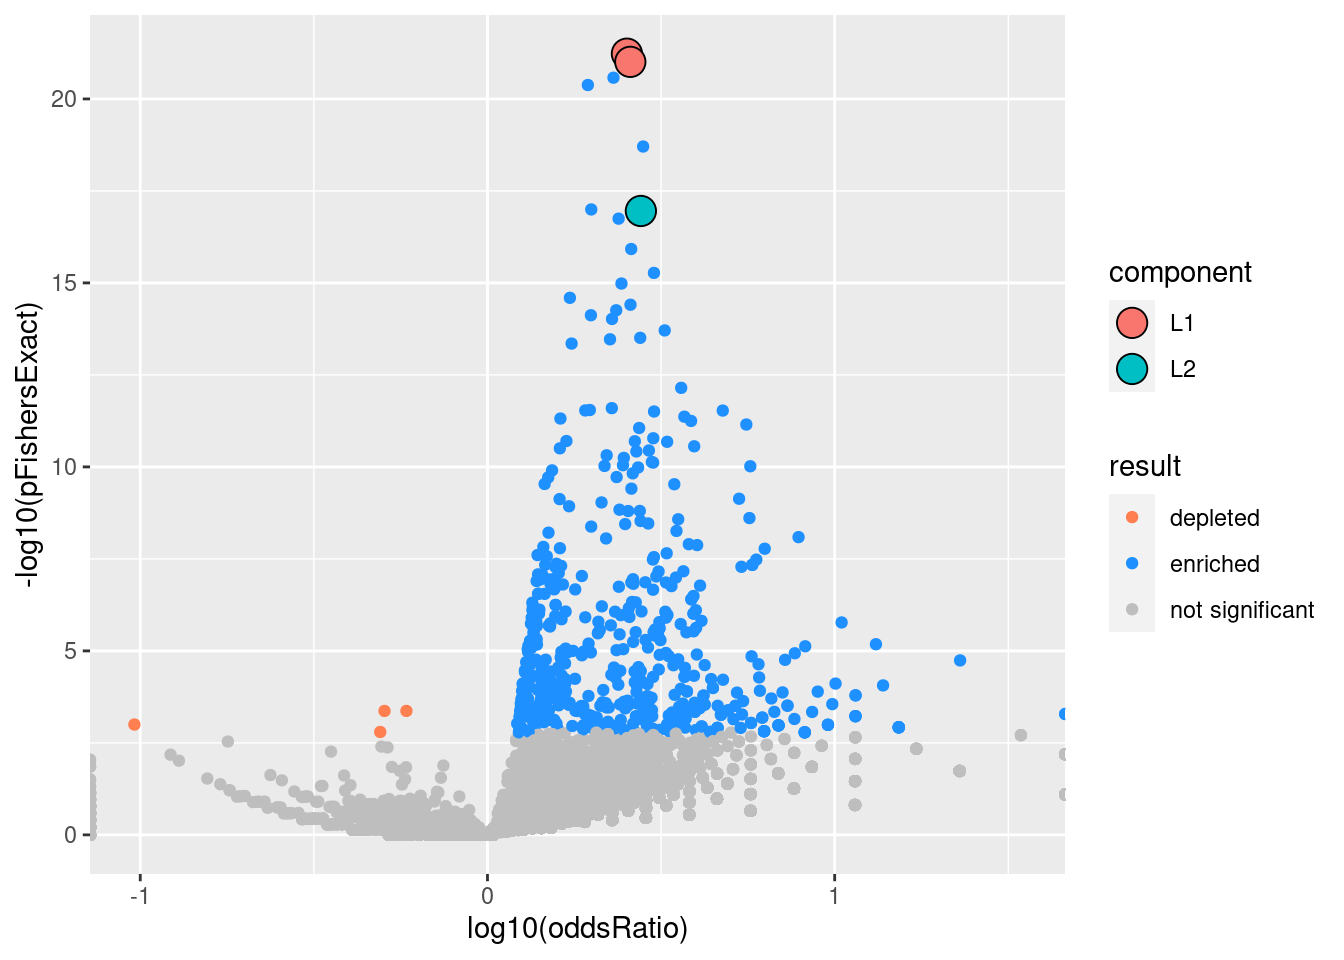 20
15
10
5
0
-log10(pFishersExact)
-1
0
1
log10(oddsRatio)
component
L1
L2
result
depleted
enriched
not significant